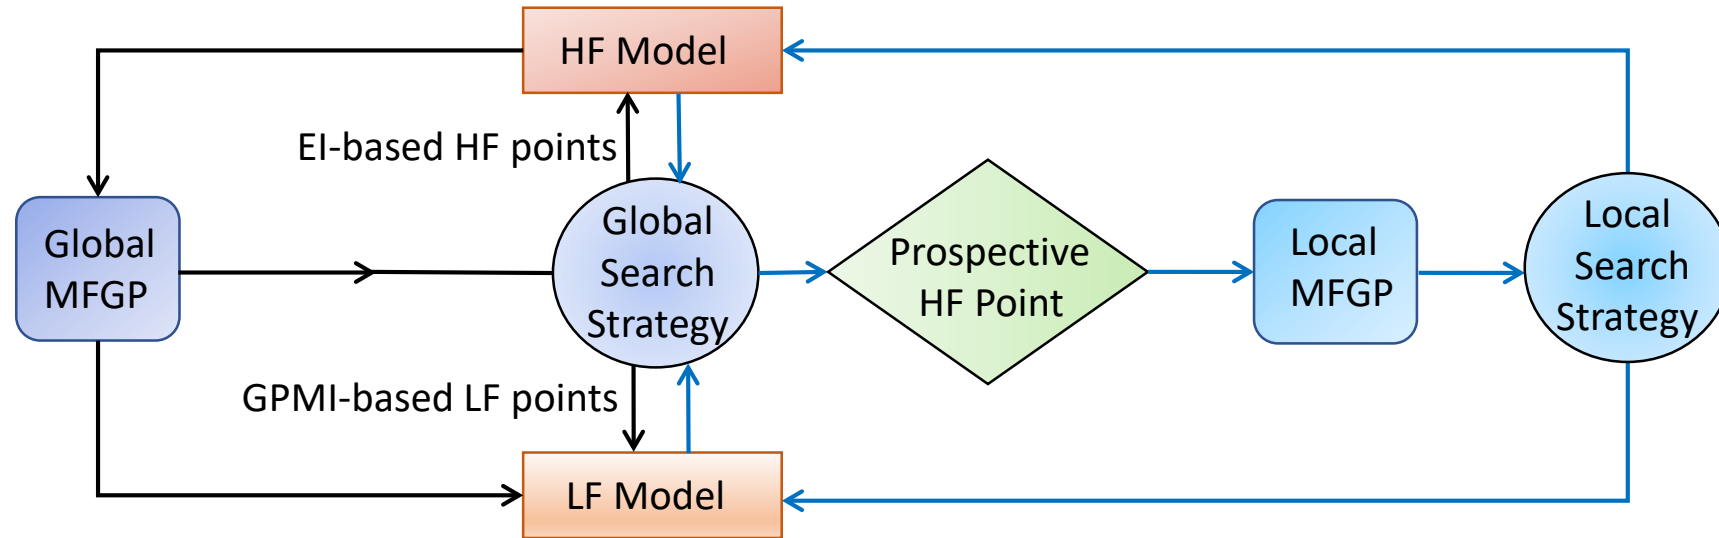 HF Model
EI-based HF points
Global
MFGP
Global
Search
Strategy
Prospective
HF Point
Local
MFGP
Local
Search
Strategy
GPMI-based LF points
LF Model